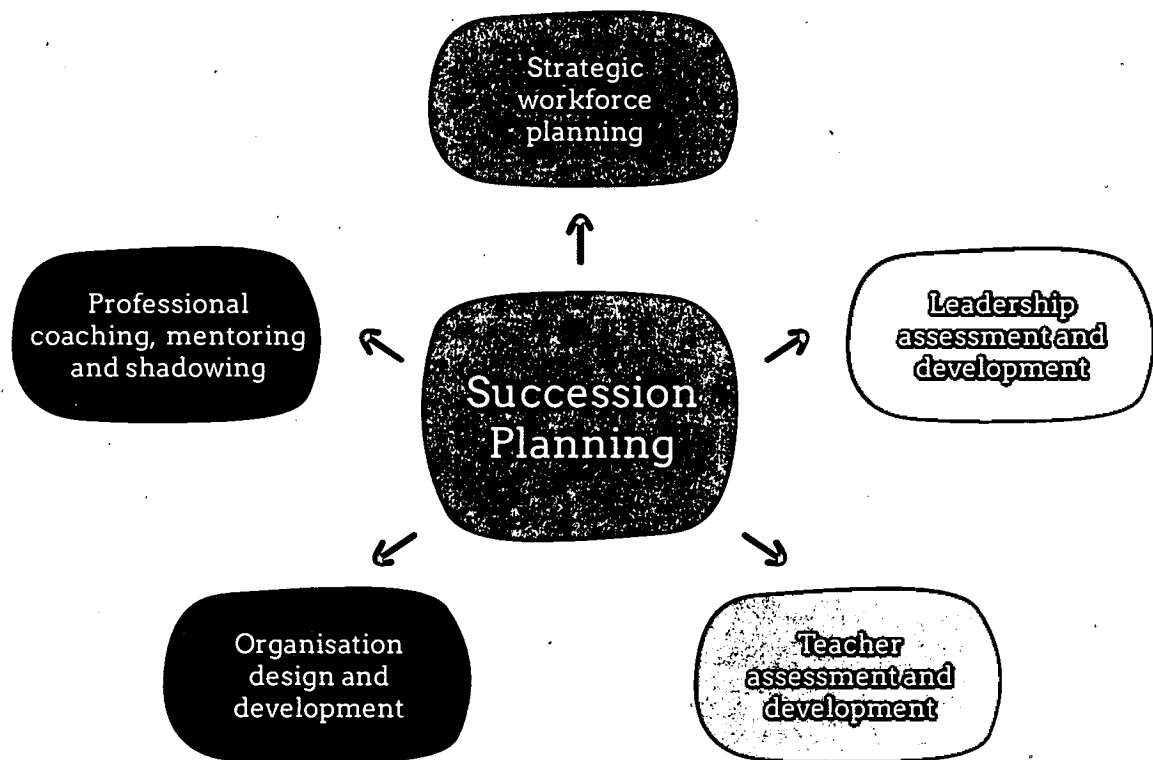 Strategic
workforce
planning
Professional
coaching, mentoring
and shadowing
Leadership
assessment and
development
Succession
Planning
Organisation
design and
development
Teacher
assessment and
development